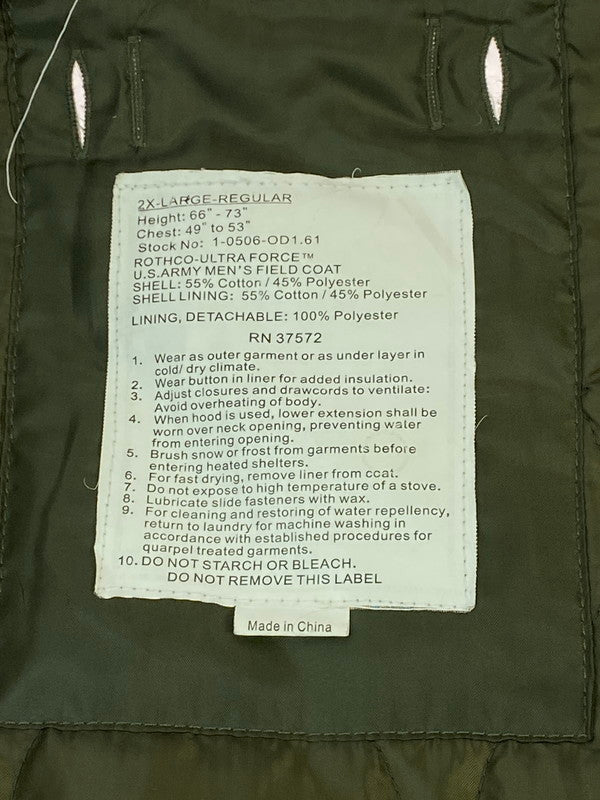 2X-LARGE-REGULAR
Height: 66" - 73"
Chest: 49" to 53"
Stock No: 1-0506-OD1.61
ROTHCO-ULTRA FORCE™
U.S.ARMY MEN'S FIELD COAT
SHELL: 55% Cotton / 45% Polyester
SHELL LINING: 55% Cotton / 45% Polyester
LINING, DETACHABLE: 100% Polyester
RN 37572
1. Wear as outer garment or as under layer in
cold/ dry climate.
2. Wear button in liner for added insulation.
3. Adjust closures and drawcords to ventilate:
Avoid overheating of body.
4. When hood is used, lower extension shall be
worn over neck opening, preventing water
from entering opening.
5. Brush snow or frost from garments before
entering heated shelters.
6. For fast drying, remove liner from coat.
7. Do not expose to high temperature of a stove.
8. Lubricate slide fasteners with wax.
9. For cleaning and restoring of water repellency,
return to laundry for machine washing in
accordance with established procedures for
quarpel treated garments.
10. DO NOT STARCH OR BLEACH.
DO NOT REMOVE THIS LABEL
Made in China